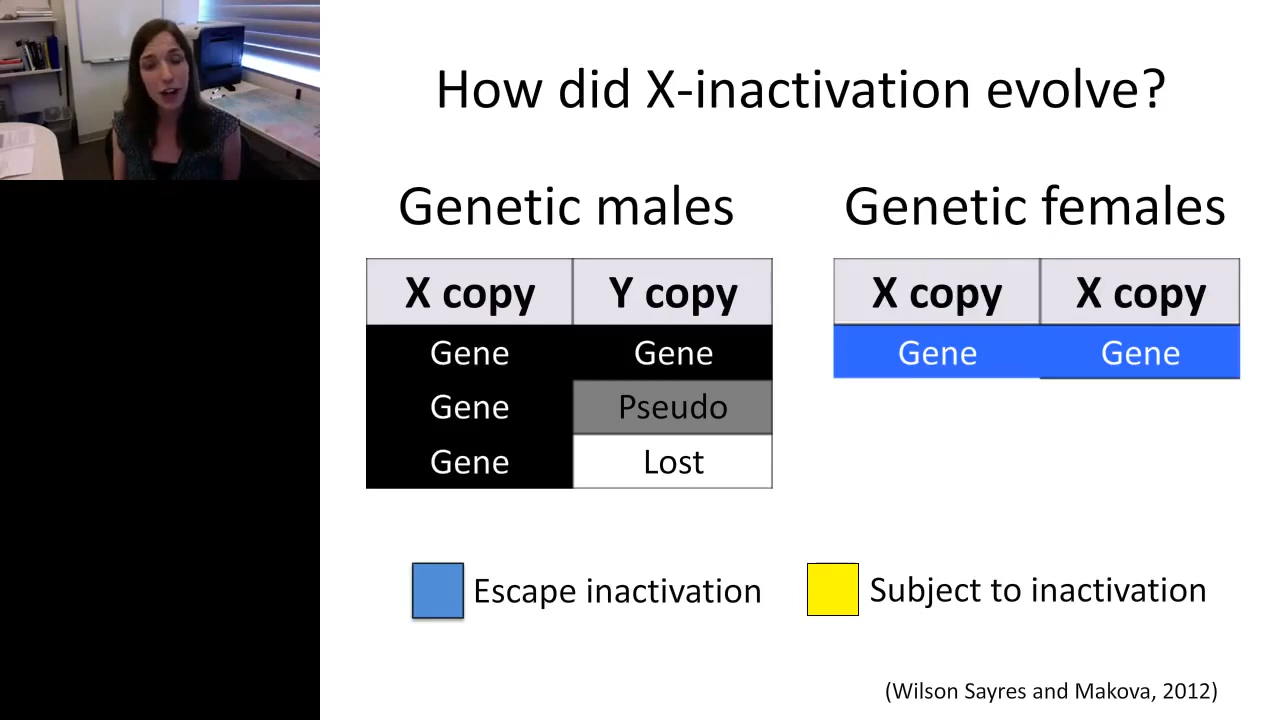 How did X-inactivation evolve?
Genetic males
Genetic females
X copy Y copy
X copy X copy
Gene Gene
Gene Gene
Gene Pseudo
Gene Lost
Escape inactivation
Subject to inactivation
(Wilson Sayres and Makova, 2012)